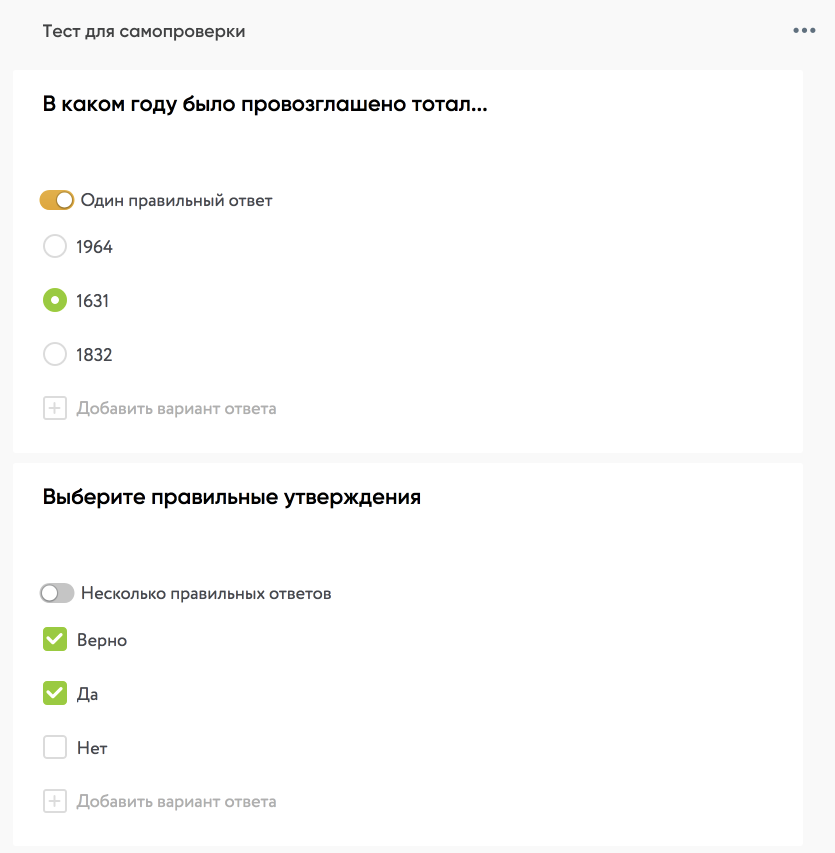 Тест для самопроверки
В каком году было провозглашено тотал...
Один правильный ответ
1964
1631
1832
Добавить вариант ответа
Выберите правильные утверждения
Несколько правильных ответов
Верно
Да
Нет
Добавить вариант ответа